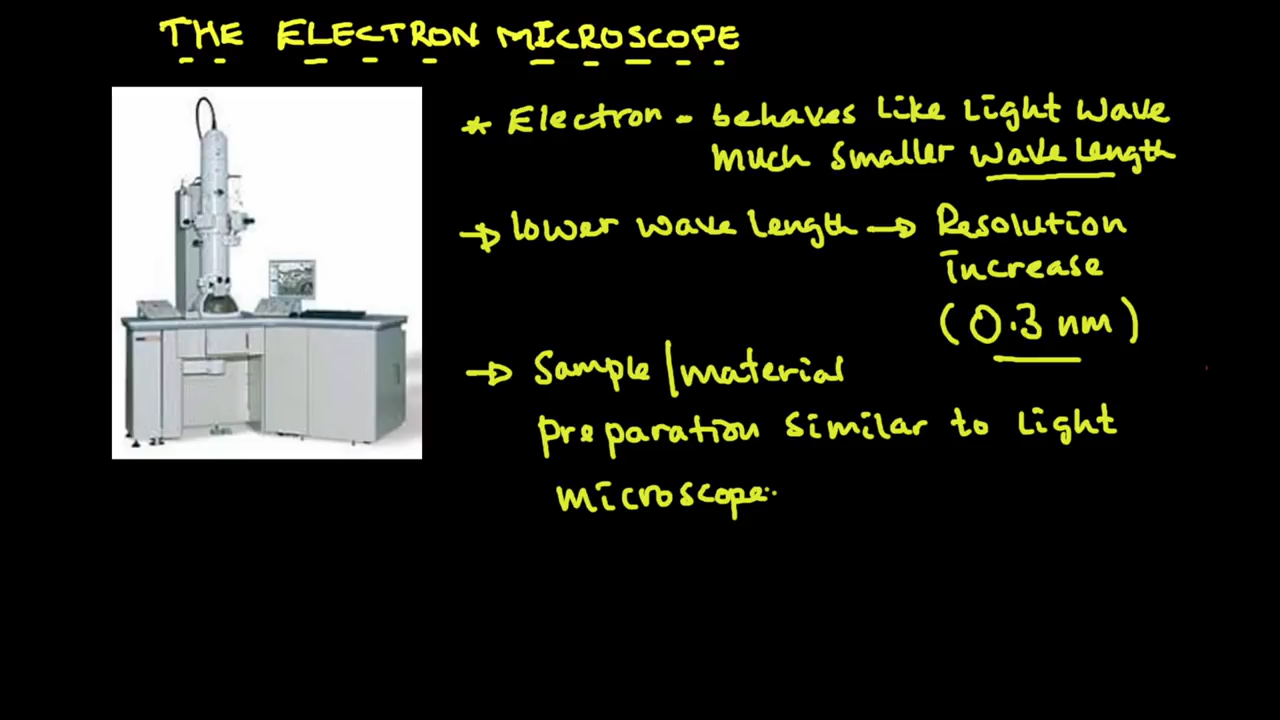 THE ELECTRON MICROSCOPE
* Electron - behaves like light wave
much smaller wave length
→ lower wave length → Resolution
increase
(0.3 nm)
→ Sample/material
preparation similar to light
microscope..